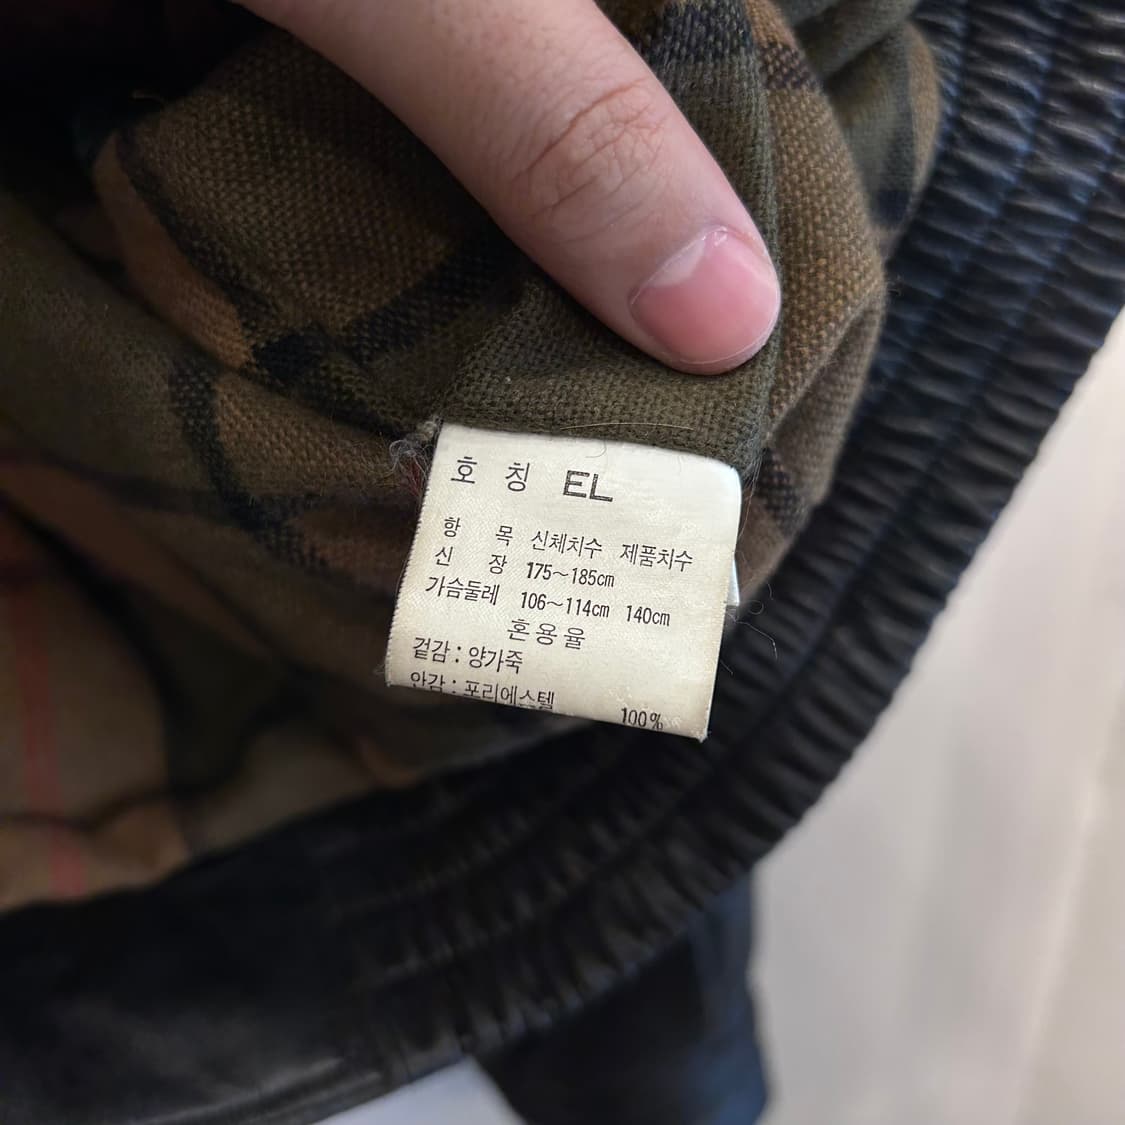 호 칭 EL
항 목 신체치수 제품치수
신 장 175~185cm
가슴둘레 106~114cm 140cm
혼용율
겉감 : 양가죽
안감 : 포리에스텔
100%